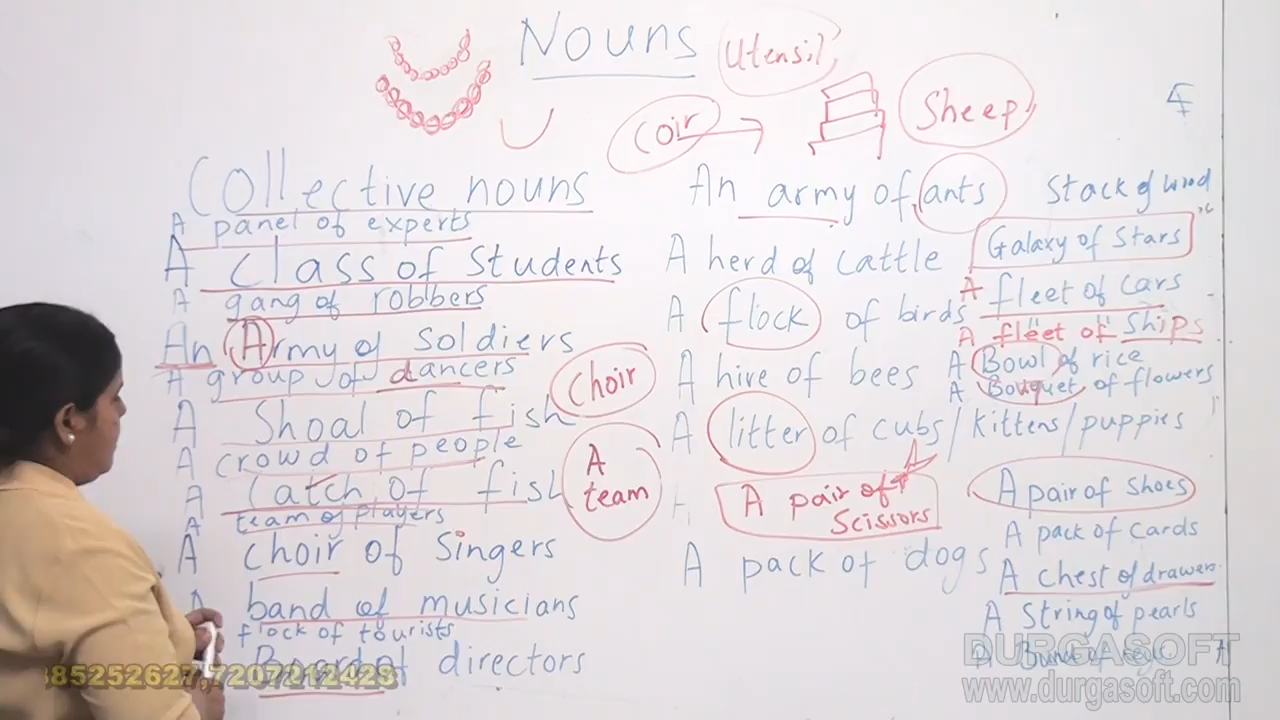 Nouns
Utensil
Coir
Sheep
Collective nouns
A panel of experts
A Class of Students
A gang of robbers
An Army of Soldiers
A group of dancers
Choir
A Shoal of fish
A crowd of people
A team
A Catch of fish
A team of players
A choir of Singers
A band of musicians
flock of tourists
Board of directors
An army of ants
Stack of wood
Galaxy of Stars
A herd of cattle
A fleet of cars
A flock of birds
A fleet of ships
A Bowl of rice
A hive of bees
A Bouquet of flowers
A litter of cubs/kittens/puppies
A pair of Scissors
A pair of Shoes
A pack of cards
A pack of dogs
A chest of drawers
A String of pearls
A Bunch of keys
DURGASOFT
www.durgasoft.com
85252627,7207212428